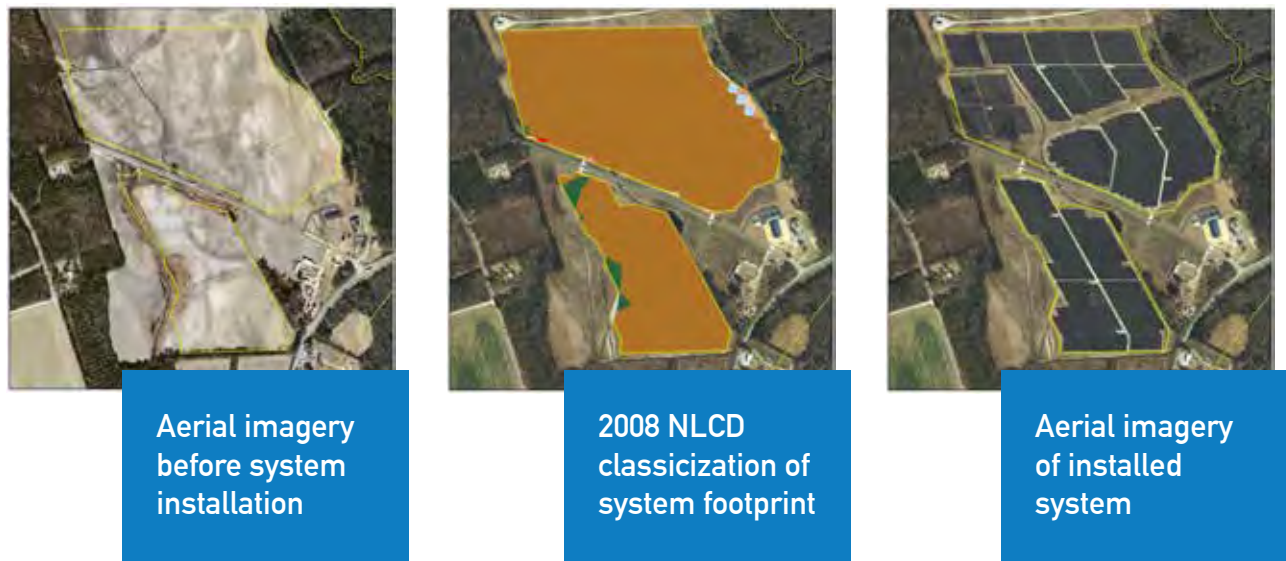 Aerial imagery
before system
installation
2008 NLCD
classicization of
system footprint
Aerial imagery
of installed
system